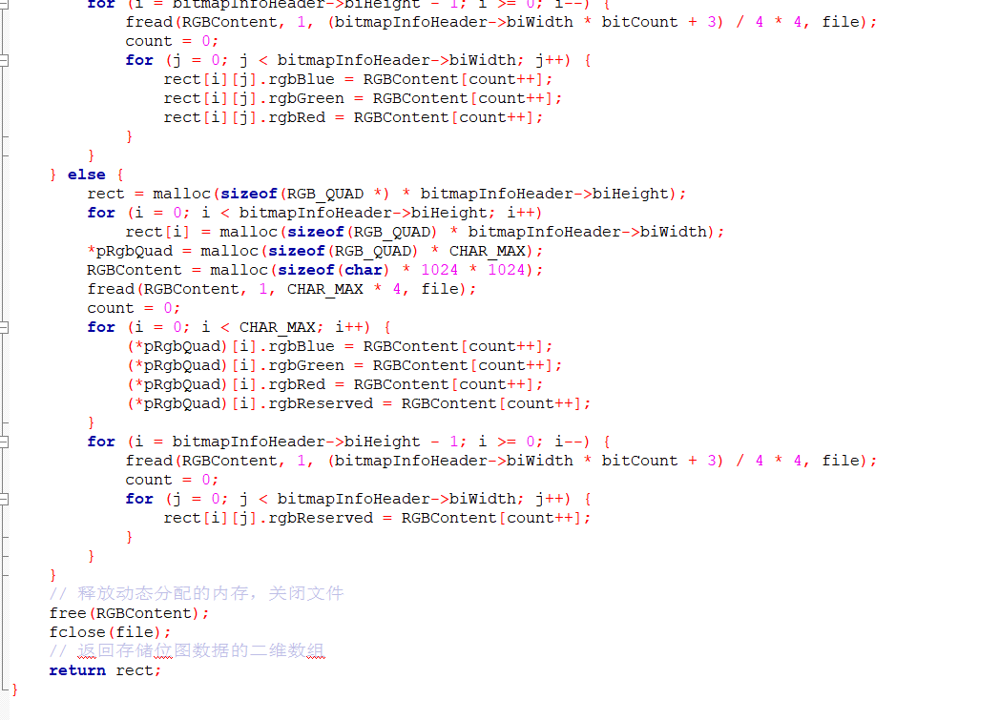 for (i = bitmapInfoHeader->biHeight - 1; i >= 0; i--) {
fread(RGBContent, 1, (bitmapInfoHeader->biWidth * bitCount + 3) / 4 * 4, file);
count = 0;
for (j = 0; j < bitmapInfoHeader->biWidth; j++) {
rect[i][j].rgbBlue = RGBContent[count++];
rect[i][j].rgbGreen = RGBContent[count++];
rect[i][j].rgbRed = RGBContent[count++];
}
}
} else {
rect = malloc(sizeof(RGB_QUAD *) * bitmapInfoHeader->biHeight);
for (i = 0; i < bitmapInfoHeader->biHeight; i++)
rect[i] = malloc(sizeof(RGB_QUAD) * bitmapInfoHeader->biWidth);
*pRgbQuad = malloc(sizeof(RGB_QUAD) * CHAR_MAX);
RGBContent = malloc(sizeof(char) * 1024 * 1024);
fread(RGBContent, 1, CHAR_MAX * 4, file);
count = 0;
for (i = 0; i < CHAR_MAX; i++) {
(*pRgbQuad)[i].rgbBlue = RGBContent[count++];
(*pRgbQuad)[i].rgbGreen = RGBContent[count++];
(*pRgbQuad)[i].rgbRed = RGBContent[count++];
(*pRgbQuad)[i].rgbReserved = RGBContent[count++];
}
for (i = bitmapInfoHeader->biHeight - 1; i >= 0; i--) {
fread(RGBContent, 1, (bitmapInfoHeader->biWidth * bitCount + 3) / 4 * 4, file);
count = 0;
for (j = 0; j < bitmapInfoHeader->biWidth; j++) {
rect[i][j].rgbReserved = RGBContent[count++];
}
}
}
// 释放动态分配的内存，关闭文件
free(RGBContent);
fclose(file);
// 返回存储位图数据的二维数组
return rect;
}